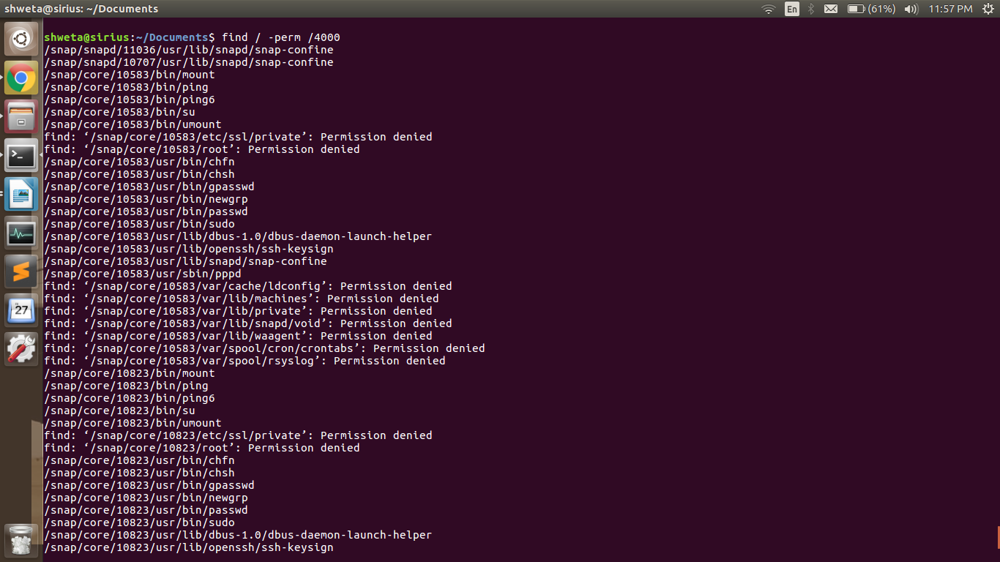 shweta@sirius: ~/Documents
En
(61%)
11:57 PM
shweta@sirius:~/Documents$ find / -perm /4000
/snap/snapd/11036/usr/lib/snapd/snap-confine
/snap/snapd/10707/usr/lib/snapd/snap-confine
/snap/core/10583/bin/mount
/snap/core/10583/bin/ping
/snap/core/10583/bin/ping6
/snap/core/10583/bin/su
/snap/core/10583/bin/umount
find: ‘/snap/core/10583/etc/ssl/private’: Permission denied
find: ‘/snap/core/10583/root’: Permission denied
/snap/core/10583/usr/bin/chfn
/snap/core/10583/usr/bin/chsh
/snap/core/10583/usr/bin/gpasswd
/snap/core/10583/usr/bin/newgrp
/snap/core/10583/usr/bin/passwd
/snap/core/10583/usr/bin/sudo
/snap/core/10583/usr/lib/dbus-1.0/dbus-daemon-launch-helper
/snap/core/10583/usr/lib/openssh/ssh-keysign
/snap/core/10583/usr/lib/snapd/snap-confine
/snap/core/10583/usr/sbin/pppd
find: ‘/snap/core/10583/var/cache/ldconfig’: Permission denied
find: ‘/snap/core/10583/var/lib/machines’: Permission denied
find: ‘/snap/core/10583/var/lib/private’: Permission denied
find: ‘/snap/core/10583/var/lib/snapd/void’: Permission denied
find: ‘/snap/core/10583/var/lib/waagent’: Permission denied
find: ‘/snap/core/10583/var/spool/cron/crontabs’: Permission denied
find: ‘/snap/core/10583/var/spool/rsyslog’: Permission denied
/snap/core/10823/bin/mount
/snap/core/10823/bin/ping
/snap/core/10823/bin/ping6
/snap/core/10823/bin/su
/snap/core/10823/bin/umount
find: ‘/snap/core/10823/etc/ssl/private’: Permission denied
find: ‘/snap/core/10823/root’: Permission denied
/snap/core/10823/usr/bin/chfn
/snap/core/10823/usr/bin/chsh
/snap/core/10823/usr/bin/gpasswd
/snap/core/10823/usr/bin/newgrp
/snap/core/10823/usr/bin/passwd
/snap/core/10823/usr/bin/sudo
/snap/core/10823/usr/lib/dbus-1.0/dbus-daemon-launch-helper
/snap/core/10823/usr/lib/openssh/ssh-keysign
27